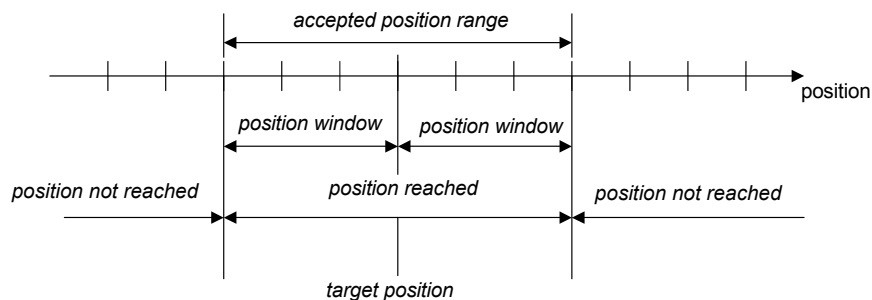 accepted position range
position
position window
position window
position not reached
position reached
position not reached
target position